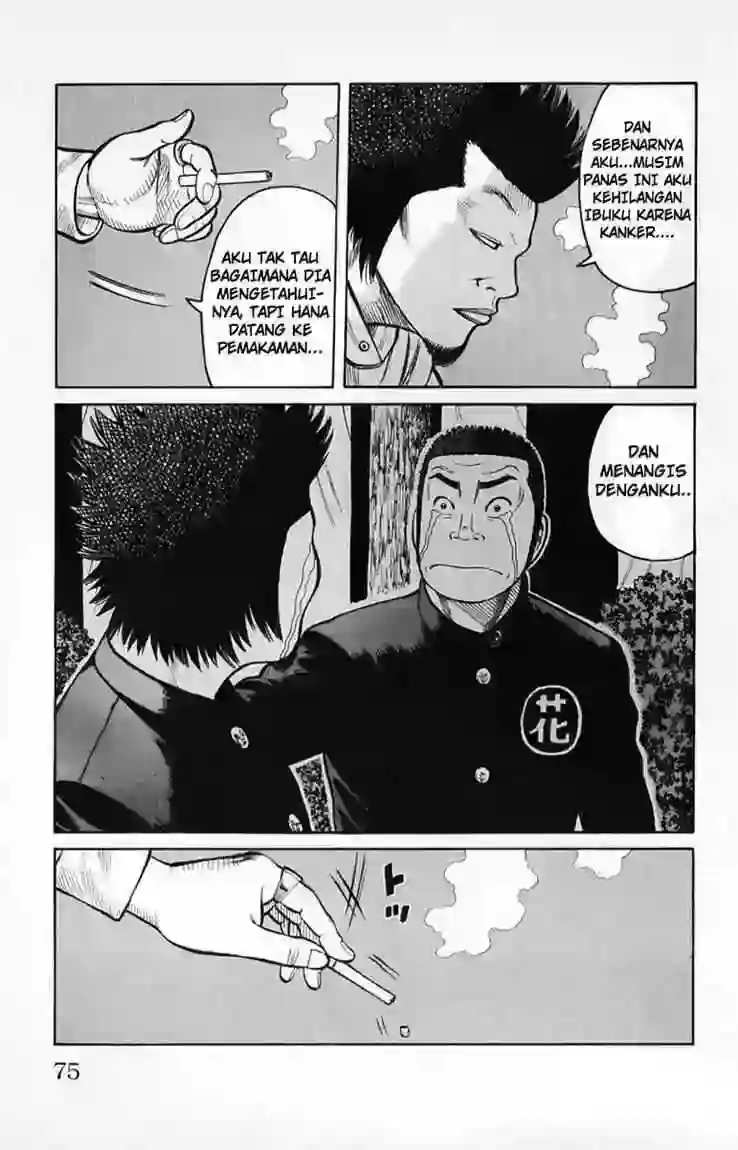 DAN
SEBENARNYA
AKU...MUSIM
PANAS INI AKU
KEHILANGAN
IBUKU KARENA
KANKER....
AKU TAK TAU
BAGAIMANA DIA
MENGETAHUI-
NYA, TAPI HANA
DATANG KE
PEMAKAMAN...
DAN
MENANGIS
DENGANKU..
花
トッ
75